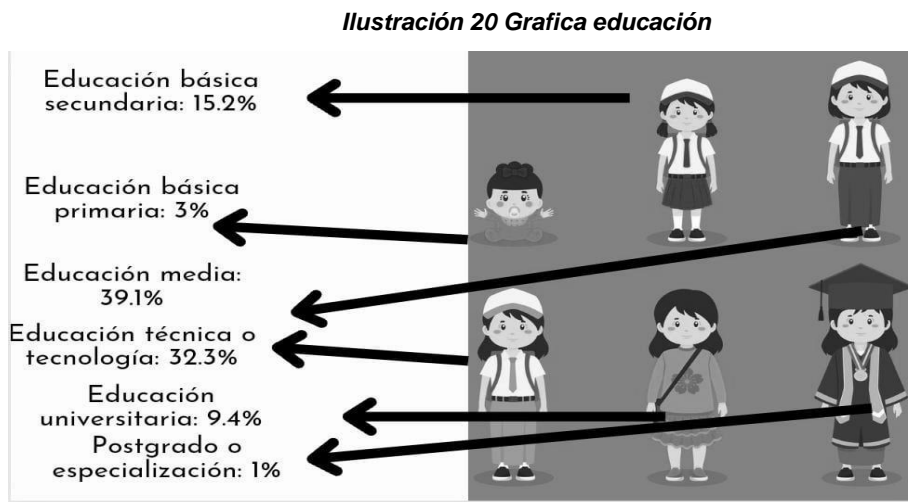 Ilustración 20 Grafica educación
Educación básica
secundaria: 15.2%
Educación básica
primaria: 3%
Educación media:
39.1%
Educación técnica o
tecnología: 32.3%
Educación
universitaria: 9.4%
Postgrado o
especialización: 1%